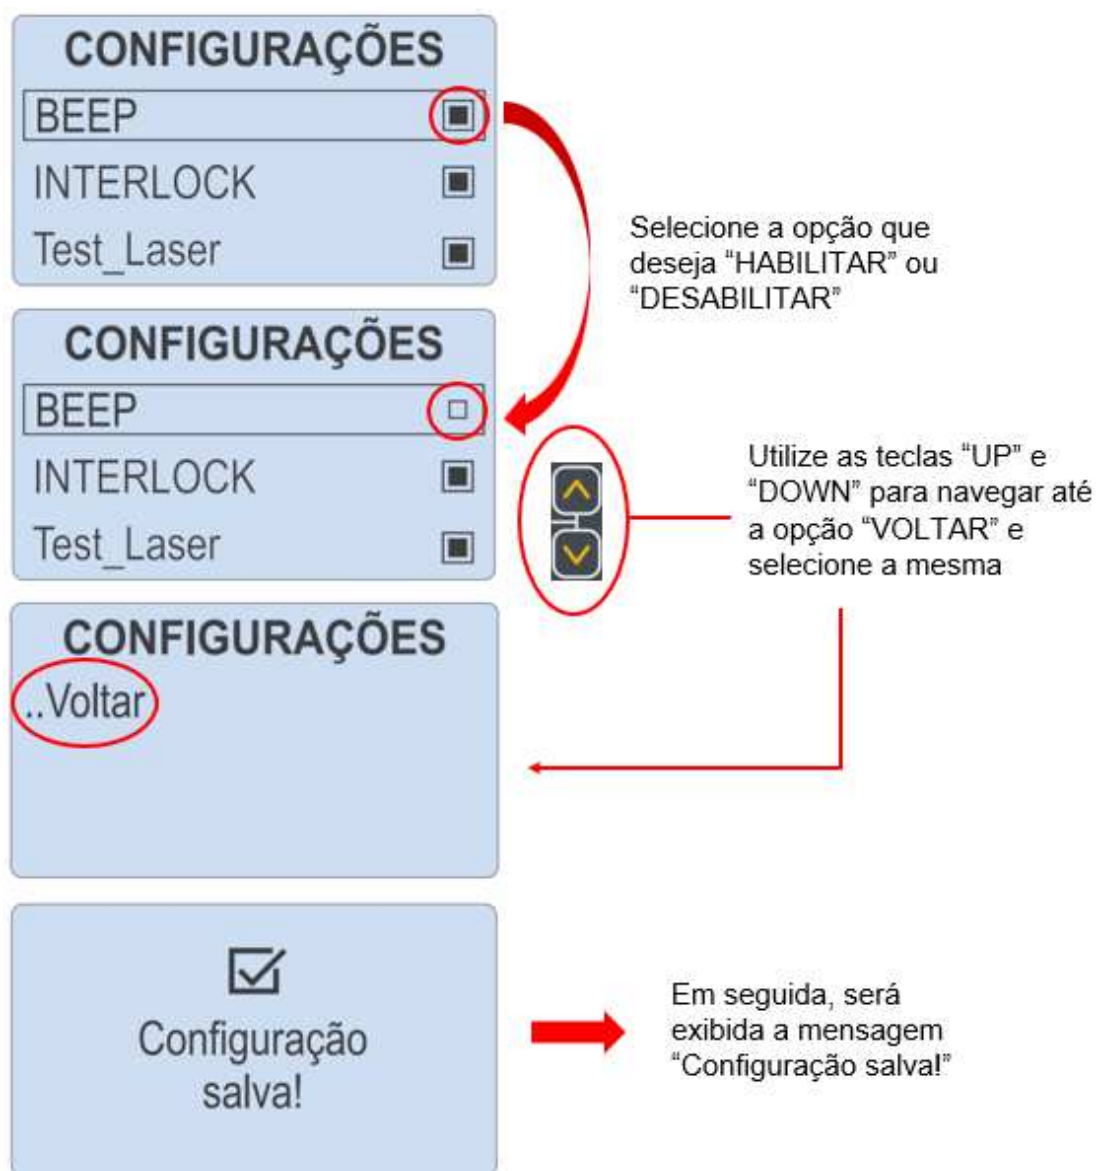 CONFIGURAÇÕES
BEEP
INTERLOCK
Test_Laser
Selecione a opção que
deseja “HABILITAR” ou
“DESABILITAR”
CONFIGURAÇÕES
BEEP
INTERLOCK
Test_Laser
Utilize as teclas “UP” e
“DOWN” para navegar até
a opção “VOLTAR” e
selecione a mesma
CONFIGURAÇÕES
..Voltar
Configuração
salva!
Em seguida, será
exibida a mensagem
“Configuração salva!”